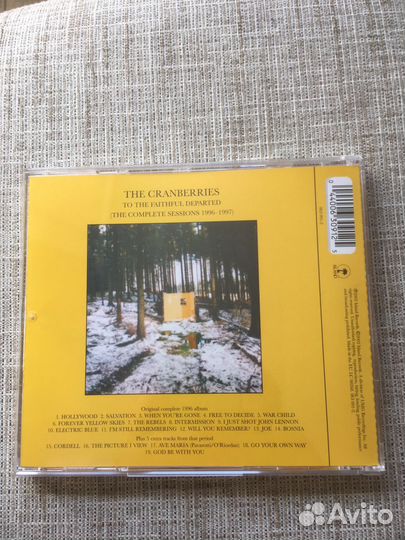 THE CRANBERRIES
TO THE FAITHFUL DEPARTED
(THE COMPLETE SESSIONS 1996-1997)
Original complete 1996 album
1. HOLLYWOOD 2. SALVATION 3. WHEN YOU'RE GONE 4. FREE TO DECIDE 5. WAR CHILD
6. FOREVER YELLOW SKIES 7. THE REBELS 8. INTERMISSION 9. I JUST SHOT JOHN LENNON
10. ELECTRIC BLUE 11. I'M STILL REMEMBERING 12. WILL YOU REMEMBER? 13. JOE 14. BOSNIA
Plus 5 extra tracks from that period
15. CORDELL 16. THE PICTURE I VIEW 17. AVE MARIA (Pavarotti/O'Riordan) 18. GO YOUR OWN WAY
19. GOD BE WITH YOU
0 44006 30912 5
Avito